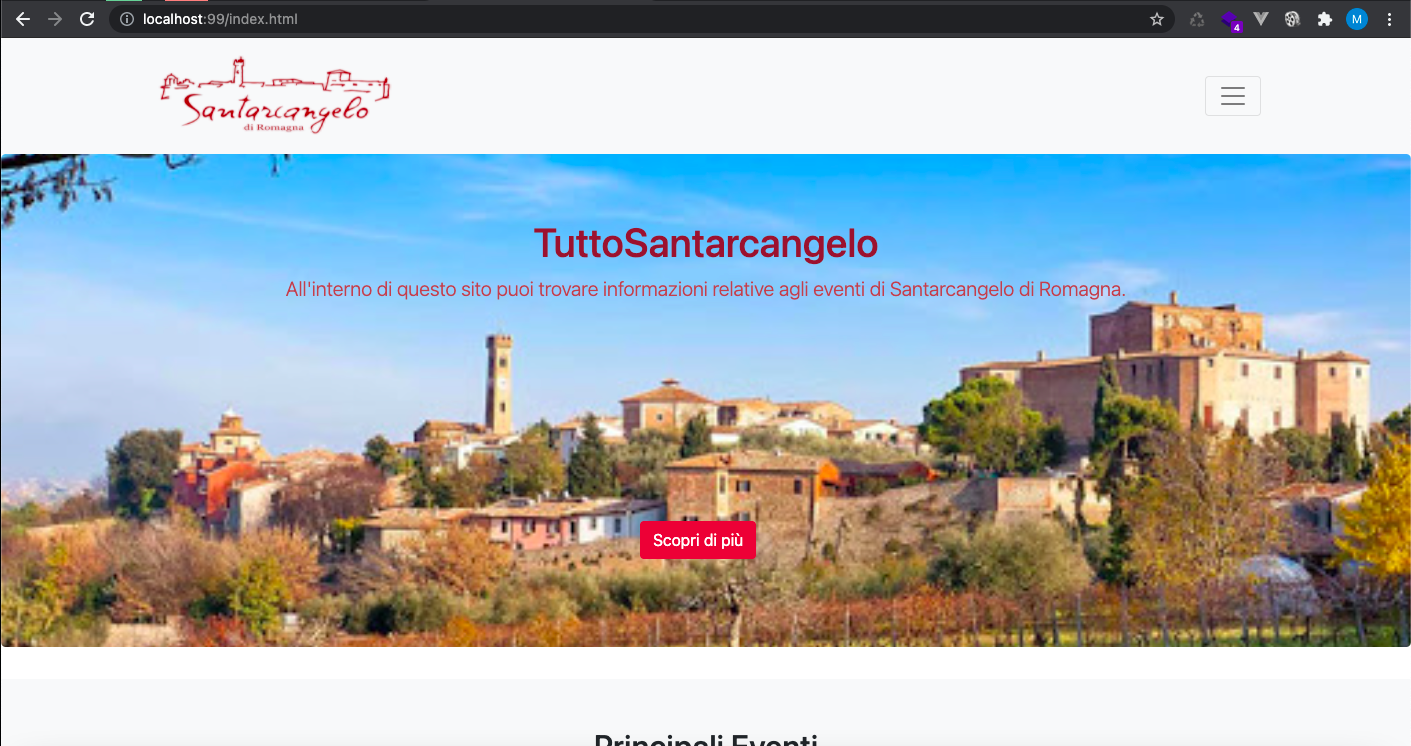 localhost:99/index.html
4
M
Santarcangelo
di Romagna
TuttoSantarcangelo
All'interno di questo sito puoi trovare informazioni relative agli eventi di Santarcangelo di Romagna.
Scopri di più
Principali Eventi